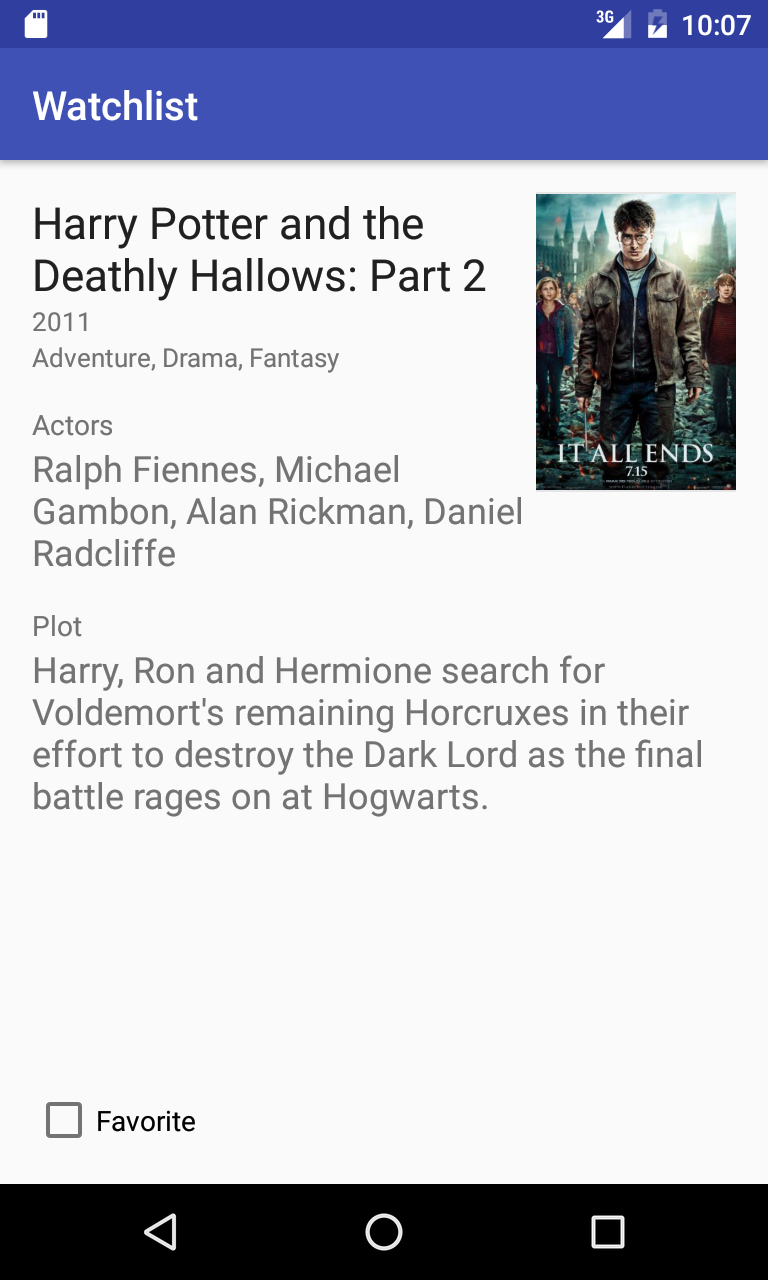 3G 10:07
Watchlist
Harry Potter and the
Deathly Hallows: Part 2
2011
Adventure, Drama, Fantasy
Actors
Ralph Fiennes, Michael
Gambon, Alan Rickman, Daniel
Radcliffe
IT ALL ENDS
7.15
Plot
Harry, Ron and Hermione search for
Voldemort's remaining Horcruxes in their
effort to destroy the Dark Lord as the final
battle rages on at Hogwarts.
Favorite